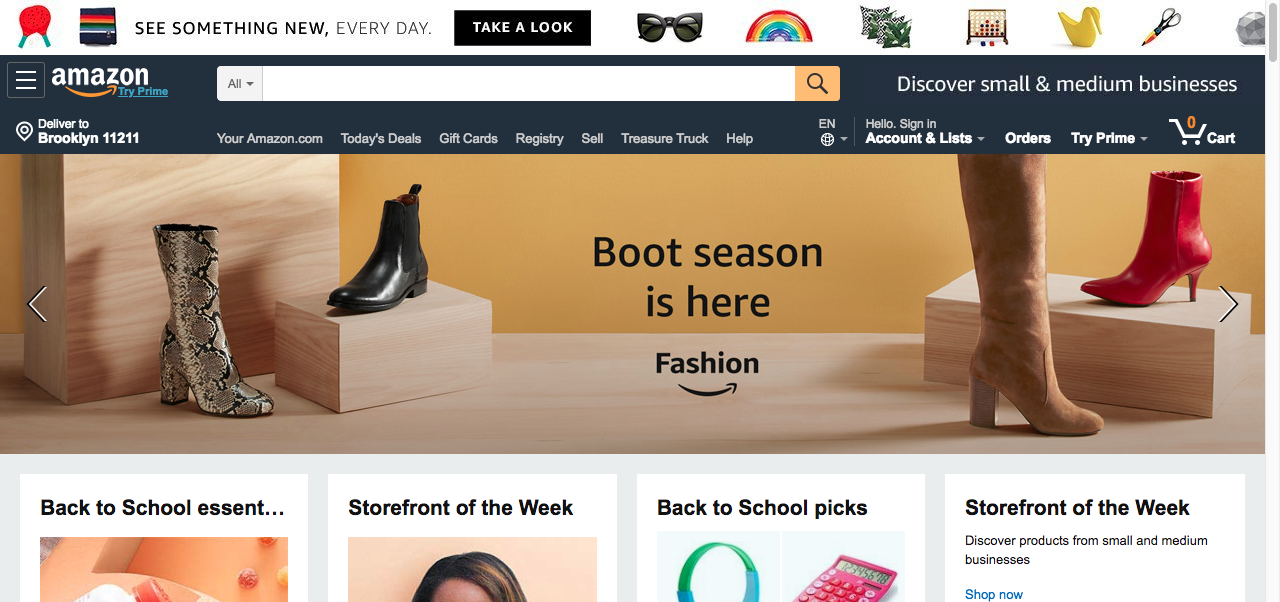 SEE SOMETHING NEW, EVERY DAY.
TAKE A LOOK
amazon
Try Prime
All
Discover small & medium businesses
Deliver to
Brooklyn 11211
Your Amazon.com
Today's Deals
Gift Cards
Registry
Sell
Treasure Truck
Help
EN
Hello. Sign in
Account & Lists
Orders
Try Prime
0
Cart
Boot season
is here
Fashion
Back to School essent...
Storefront of the Week
Back to School picks
Storefront of the Week
Discover products from small and medium
businesses
Shop now